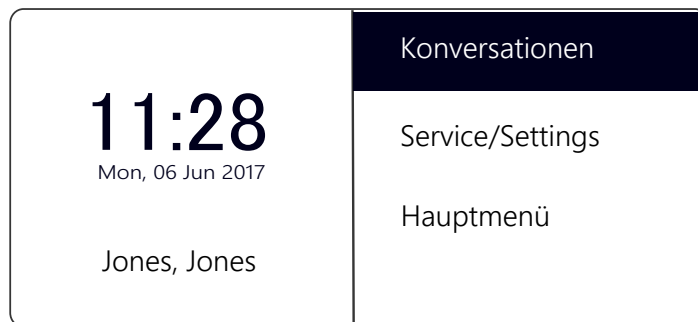 11:28
Mon, 06 Jun 2017
Jones, Jones
Konversationen
Service/Settings
Hauptmenü